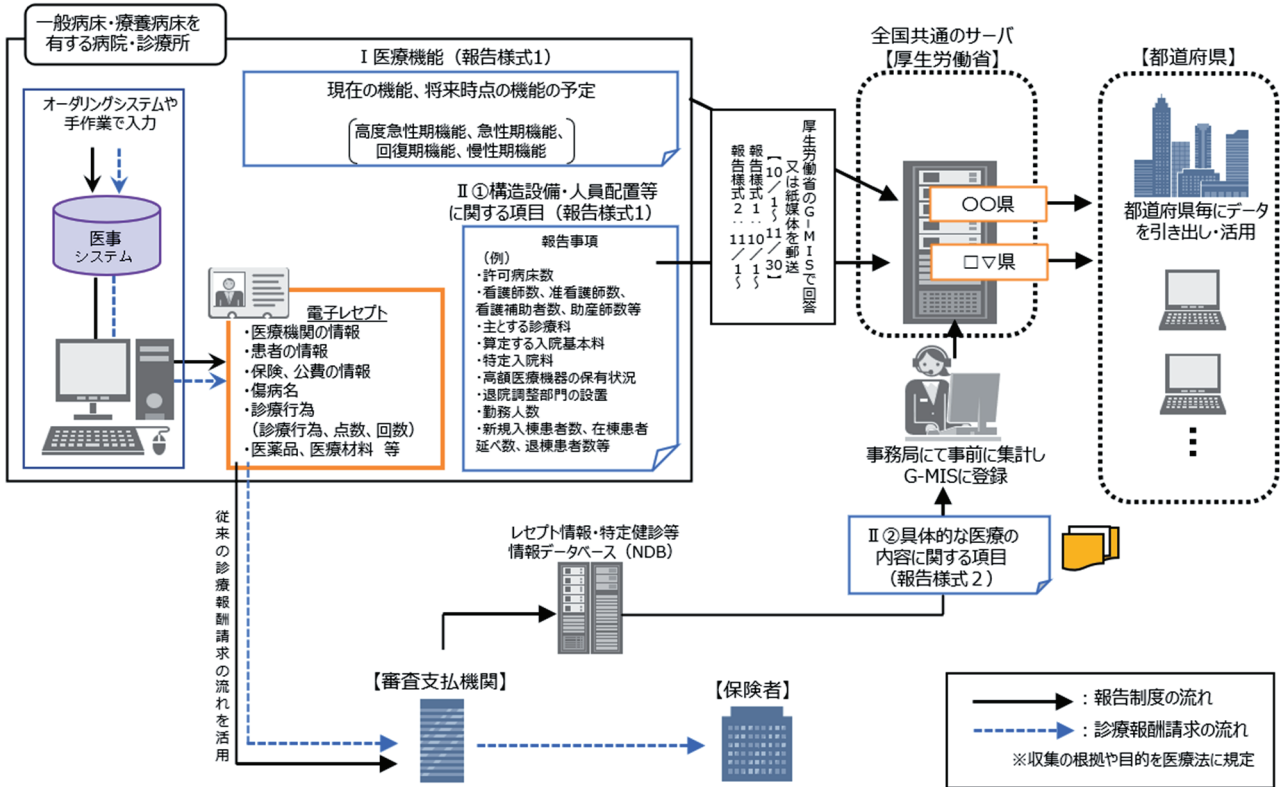 一般病床・療養病床を
有する病院・診療所
オーダリングシステムや
手作業で入力
医事
システム
電子レセプト
・医療機関の情報
・患者の情報
・保険、公費の情報
・傷病名
・診療行為
（診療行為、点数、回数）
・医薬品、医療材料 等
Ⅰ 医療機能（報告様式1）
現在の機能、将来時点の機能の予定
高度急性期機能、急性期機能、
回復期機能、慢性期機能
Ⅱ ①構造設備・人員配置等
に関する項目（報告様式1）
報告事項
（例）
・許可病床数
・看護師数、准看護師数、
看護補助者数、助産師数等
・主とする診療科
・算定する入院基本料
・特定入院料
・高額医療機器の保有状況
・退院調整部門の設置
・勤務人数
・新規入棟患者数、在棟患者
延べ数、退棟患者数等
厚生労働省のG-MISで回答
又は紙媒体を郵送
【10／1～11／30】
報告様式1：10／1～
報告様式2：11／1～
全国共通のサーバ
【厚生労働省】
〇〇県
□▽県
事務局にて事前に集計し
G-MISに登録
【都道府県】
都道府県毎にデータ
を引き出し・活用
Ⅱ ②具体的な医療の
内容に関する項目
（報告様式２）
レセプト情報・特定健診等
情報データベース（NDB）
従来の診療報酬請求の流れを活用
【審査支払機関】
【保険者】
：報告制度の流れ
：診療報酬請求の流れ
※収集の根拠や目的を医療法に規定